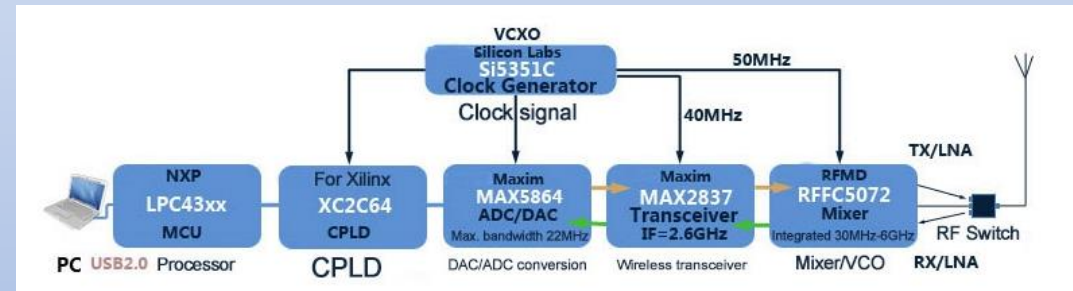 VCXO
Silicon Labs
Si5351C
Clock Generator
Clock signal
50MHz
40MHz
TX/LNA
NXP
LPC43xx
MCU
For Xilinx
XC2C64
CPLD
Maxim
MAX5864
ADC/DAC
Max. bandwidth 22MHz
Maxim
MAX2837
Transceiver
IF=2.6GHz
RFMD
RFFC5072
Mixer
Integrated 30MHz-6GHz
RF Switch
PC USB2.0 Processor
CPLD
DAC/ADC conversion
Wireless transceiver
Mixer/VCO
RX/LNA